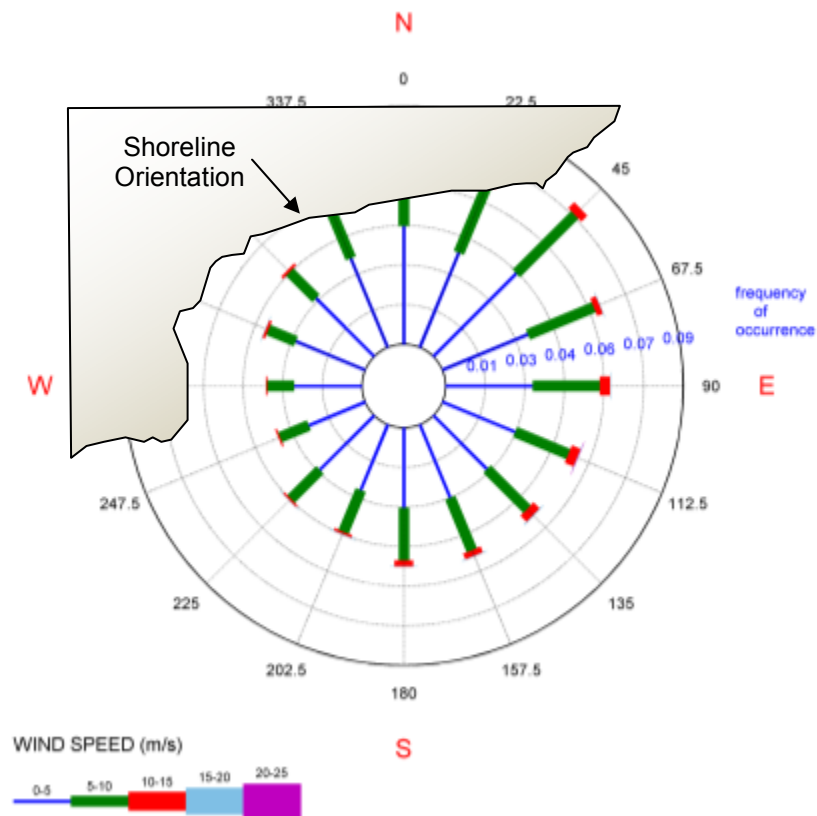 N
0
337.5
22.5
Shoreline
Orientation
45
67.5
frequency
of
occurrence
0.01 0.03 0.04 0.06 0.07 0.09
W
90
E
247.5
112.5
225
135
202.5
157.5
180
WIND SPEED (m/s)
S
0-5 5-10 10-15 15-20 20-25